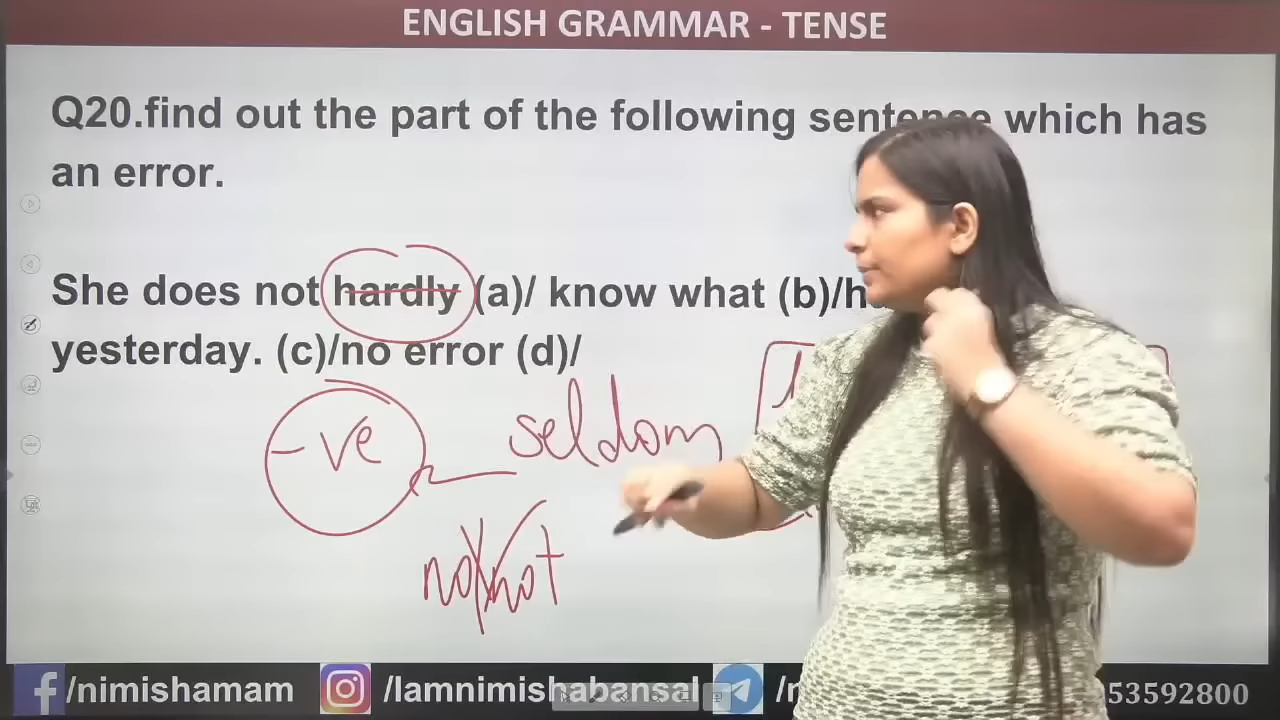 ENGLISH GRAMMAR - TENSE
Q20.find out the part of the following sentence which has
an error.
She does not hardly (a)/ know what (b)/
yesterday. (c)/no error (d)/
-ve
seldom
no/not
/nimishamam
/Iamnimishabansal
53592800